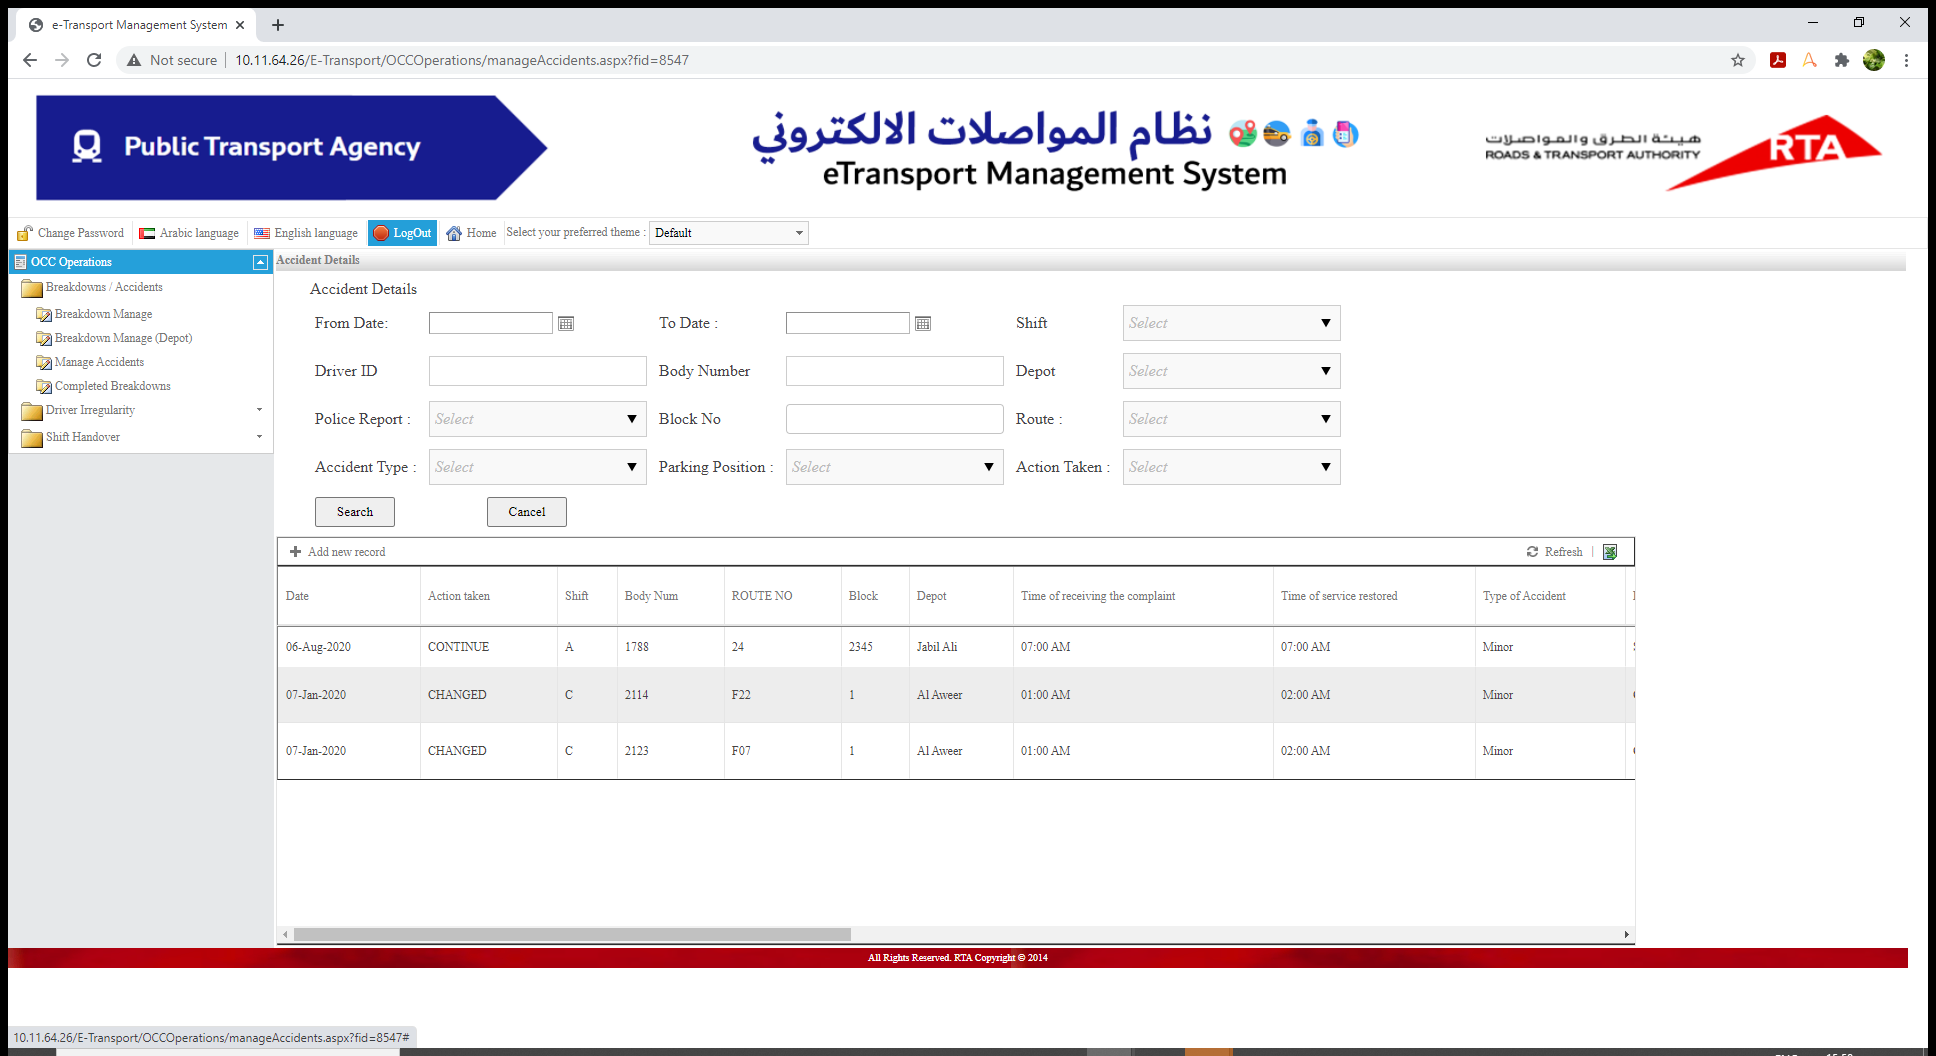 e-Transport Management System
Not secure
10.11.64.26/E-Transport/OCCOperations/manageAccidents.aspx?fid=8547
Public Transport Agency
نظام المواصلات الالكتروني
eTransport Management System
هيئة الطرق والمواصلات
ROADS & TRANSPORT AUTHORITY
RTA
Change Password Arabic language English language LogOut Home Select your preferred theme : Default
OCC Operations
Breakdowns / Accidents
Breakdown Manage
Breakdown Manage (Depot)
Manage Accidents
Completed Breakdowns
Driver Irregularity
Shift Handover
Accident Details
Accident Details
From Date: To Date : Shift Select
Driver ID Body Number Depot Select
Police Report : Select Block No Route : Select
Accident Type : Select Parking Position : Select Action Taken : Select
Search Cancel
Add new record Refresh
Date Action taken Shift Body Num ROUTE NO Block Depot Time of receiving the complaint Time of service restored Type of Accident
06-Aug-2020 CONTINUE A 1788 24 2345 Jabil Ali 07:00 AM 07:00 AM Minor
07-Jan-2020 CHANGED C 2114 F22 1 Al Aweer 01:00 AM 02:00 AM Minor
07-Jan-2020 CHANGED C 2123 F07 1 Al Aweer 01:00 AM 02:00 AM Minor
All Rights Reserved. RTA Copyright © 2014
10.11.64.26/E-Transport/OCCOperations/manageAccidents.aspx?fid=8547#